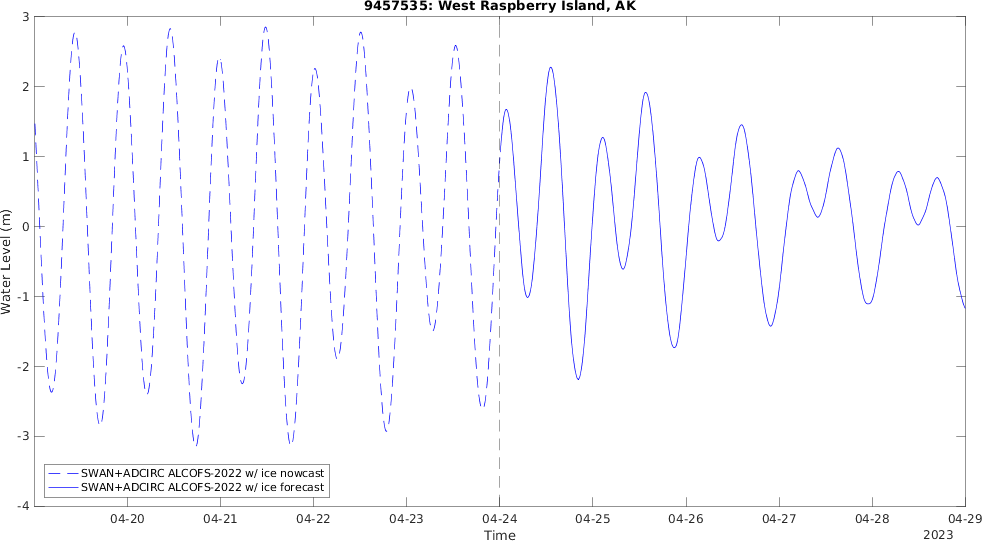 9457535: West Raspberry Island, AK
3
2
1
0
-1
-2
-3
-4
Water Level (m)
SWAN+ADCIRC ALCOFS-2022 w/ ice nowcast
SWAN+ADCIRC ALCOFS-2022 w/ ice forecast
04-20 04-21 04-22 04-23 04-24 04-25 04-26 04-27 04-28 04-29
Time
2023